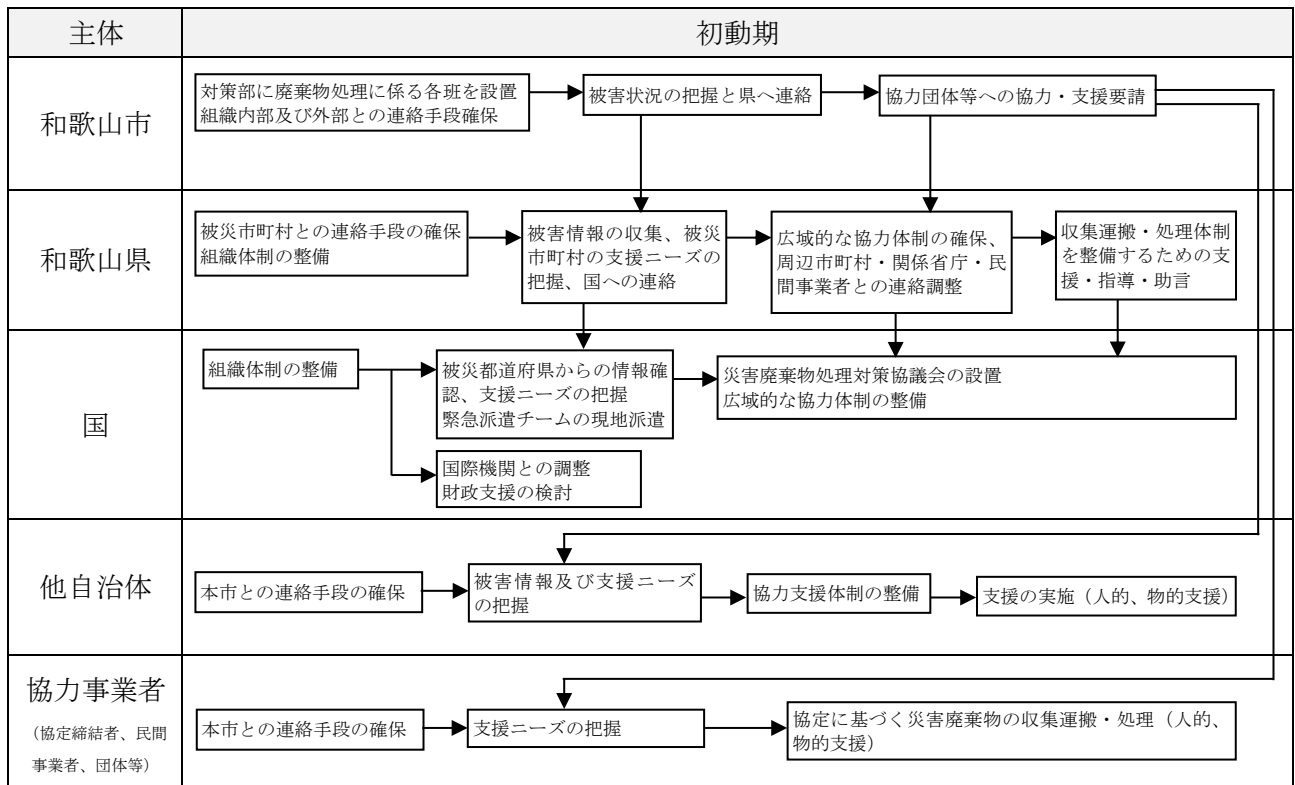 主体
初動期
和歌山市
対策部に廃棄物処理に係る各班を設置
組織内部及び外部との連絡手段確保
被害状況の把握と県へ連絡
協力団体等への協力・支援要請
和歌山県
被災市町村との連絡手段の確保
組織体制の整備
被害情報の収集、被災
市町村の支援ニーズの
把握、国への連絡
広域的な協力体制の確保、
周辺市町村・関係省庁・民
間事業者との連絡調整
収集運搬・処理体制
を整備するための支
援・指導・助言
国
組織体制の整備
被災都道府県からの情報確
認、支援ニーズの把握
緊急派遣チームの現地派遣
災害廃棄物処理対策協議会の設置
広域的な協力体制の整備
国際機関との調整
財政支援の検討
他自治体
本市との連絡手段の確保
被害情報及び支援ニーズ
の把握
協力支援体制の整備
支援の実施（人的、物的支援）
協力事業者
（協定締結者、民間
事業者、団体等）
本市との連絡手段の確保
支援ニーズの把握
協定に基づく災害廃棄物の収集運搬・処理（人的、
物的支援）